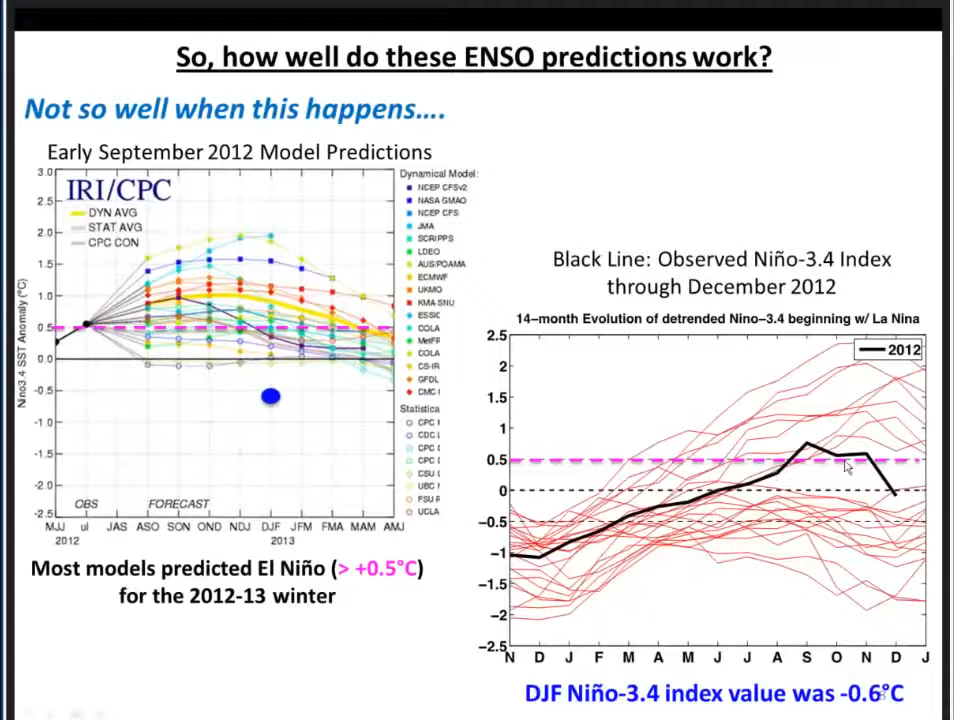 So, how well do these ENSO predictions work?
Not so well when this happens....
Early September 2012 Model Predictions
IRI/CPC
DYN AVG
STAT AVG
CPC CON
3.0
2.5
2.0
1.5
1.0
0.5
0.0
-0.5
-1.0
-1.5
-2.0
-2.5
Nino3.4 SST Anomaly (°C)
OBS
FORECAST
MJJ
ul
JAS
ASO
SON
OND
NDJ
DJF
JFM
FMA
MAM
AMJ
2012
2013
Dynamical Model:
NCEP CFSv2
NASA GMAO
NCEP CFS
JMA
SCRIPPS
LDEO
AUS/POAMA
ECMWF
UKMO
KMA SNU
ESSIC
COLA
MetFR
COLA
CS-IR
GFDL
CMC
Statistica
CPC
CDC
CPC
CPC
CSU
UBC
FSU R
UCLA
Most models predicted El Niño (> +0.5°C)
for the 2012-13 winter
Black Line: Observed Niño-3.4 Index
through December 2012
14–month Evolution of detrended Nino–3.4 beginning w/ La Nina
2012
2.5
2
1.5
1
0.5
0
−0.5
−1
−1.5
−2
−2.5
N D J F M A M J J A S O N D J
DJF Niño-3.4 index value was -0.6°C